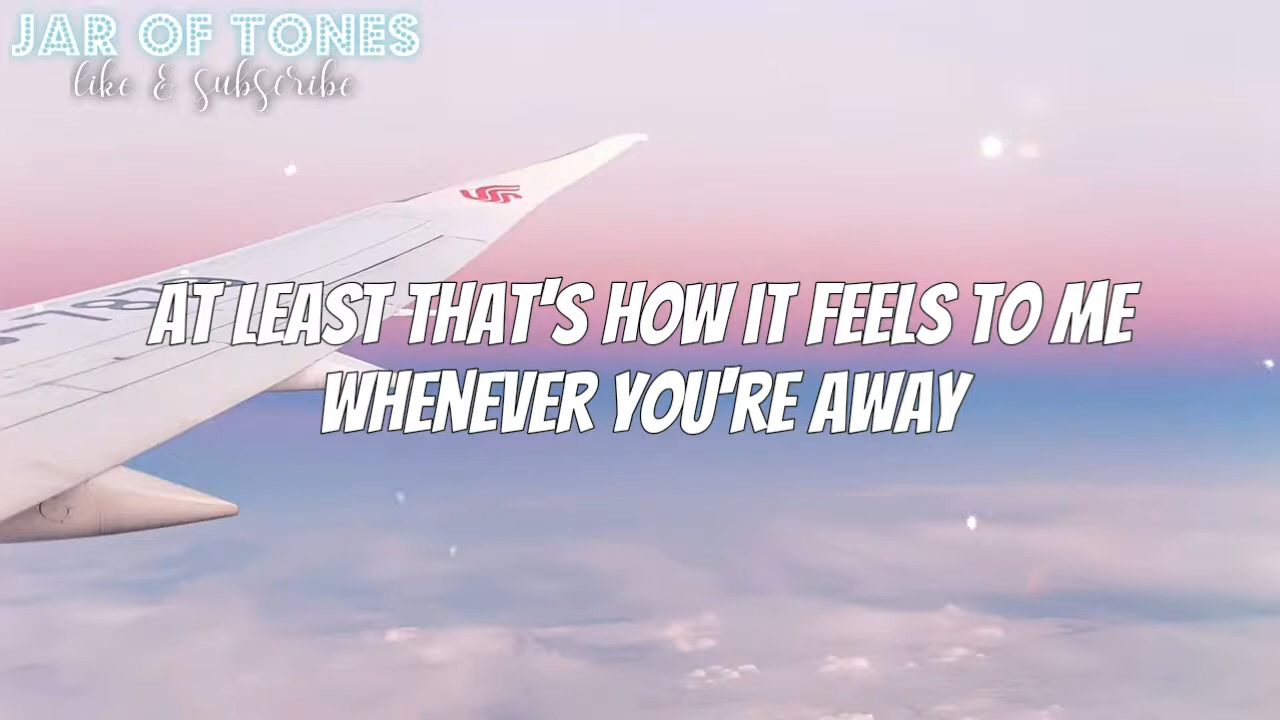 JAR OF TONES
like & subscribe
AT LEAST THAT'S HOW IT FEELS TO ME
WHENEVER YOU'RE AWAY